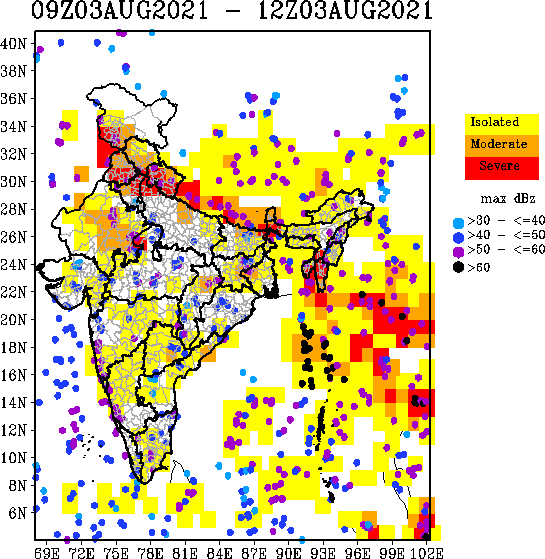 09Z03AUG2021 – 12Z03AUG2021
40N
38N
36N
34N
32N
30N
28N
26N
24N
22N
20N
18N
16N
14N
12N
10N
8N
6N
69E 72E 75E 78E 81E 84E 87E 90E 93E 96E 99E 102E
Isolated
Moderate
Severe
max dBz
>30 – <=40
>40 – <=50
>50 – <=60
>60